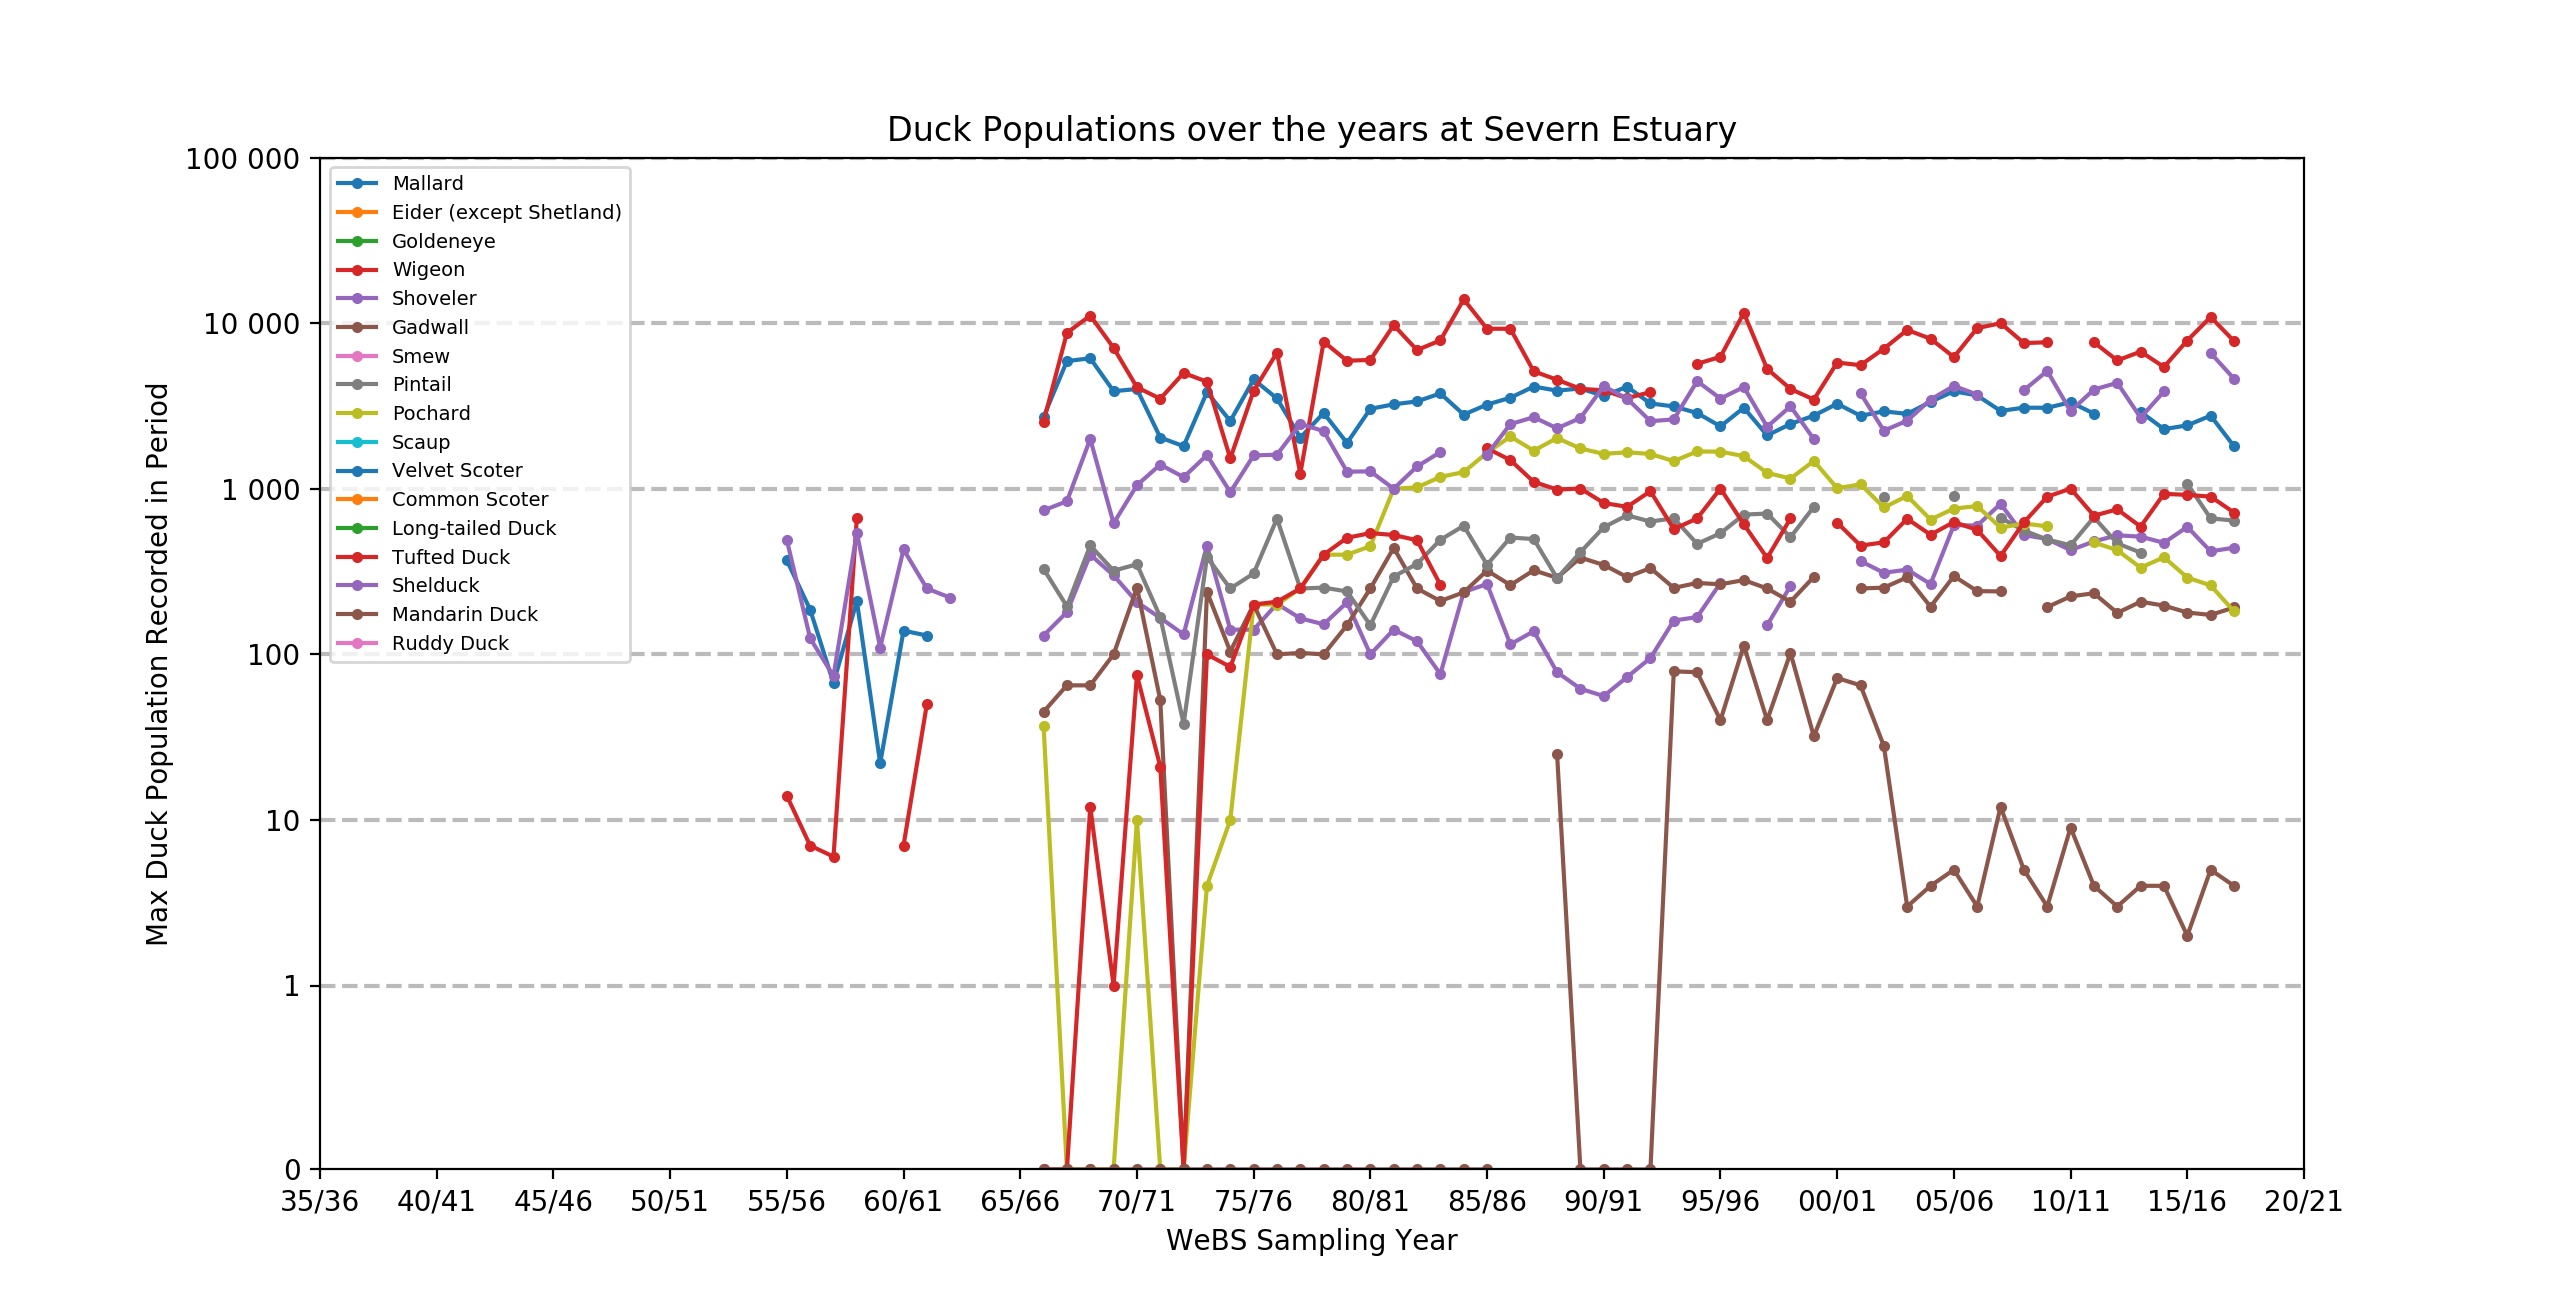 Duck Populations over the years at Severn Estuary
Max Duck Population Recorded in Period
100 000
10 000
1 000
100
10
1
0
Mallard
Eider (except Shetland)
Goldeneye
Wigeon
Shoveler
Gadwall
Smew
Pintail
Pochard
Scaup
Velvet Scoter
Common Scoter
Long-tailed Duck
Tufted Duck
Shelduck
Mandarin Duck
Ruddy Duck
35/36 40/41 45/46 50/51 55/56 60/61 65/66 70/71 75/76 80/81 85/86 90/91 95/96 00/01 05/06 10/11 15/16 20/21
WeBS Sampling Year